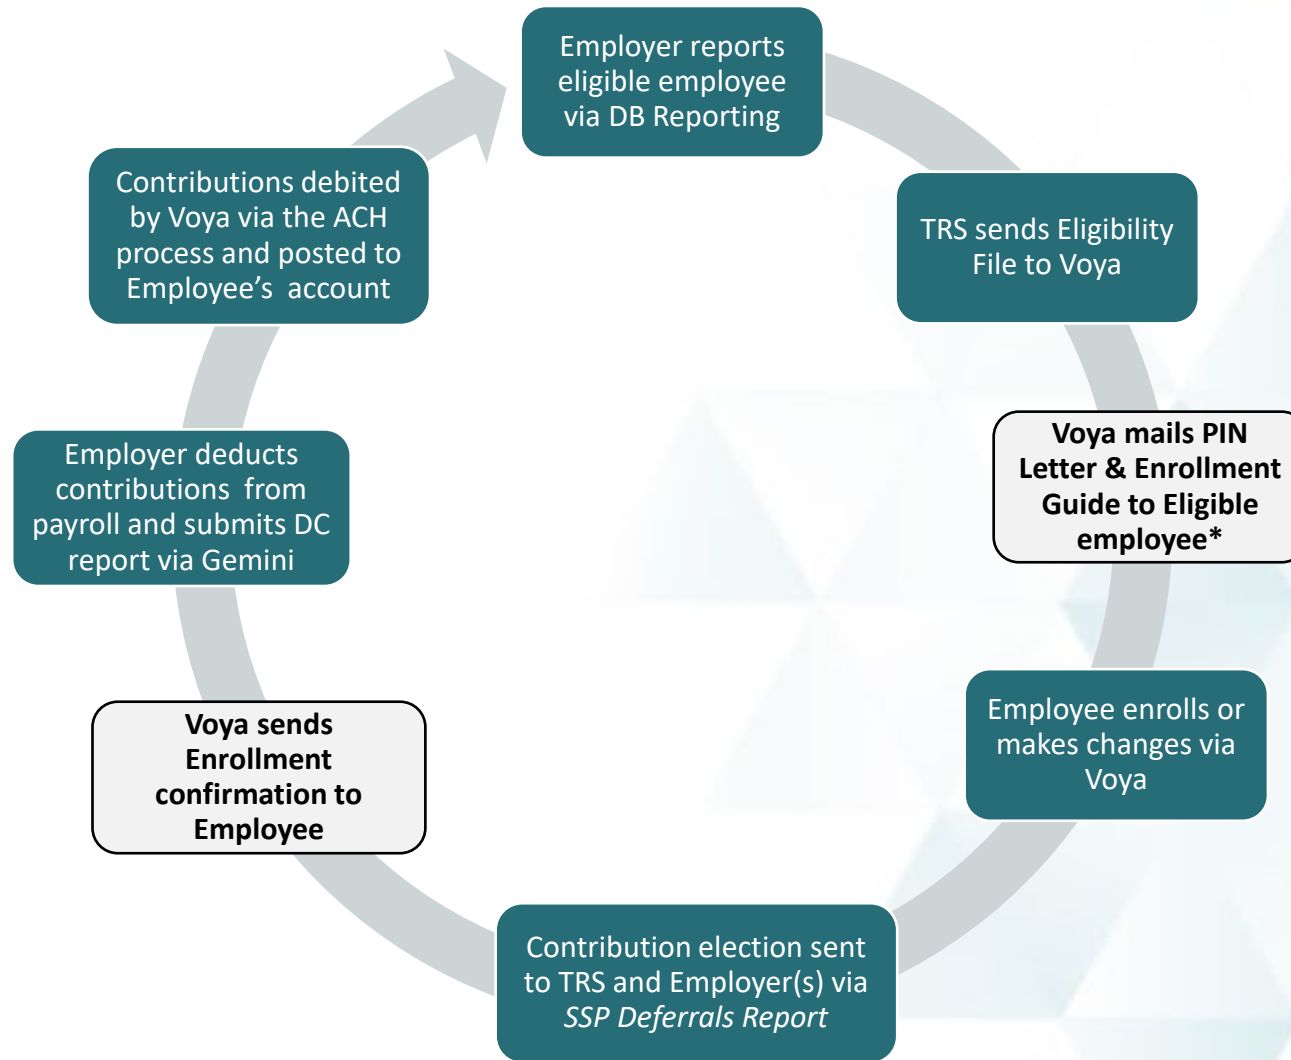 Employer reports
eligible employee
via DB Reporting
TRS sends Eligibility
File to Voya
Voya mails PIN
Letter & Enrollment
Guide to Eligible
employee*
Employee enrolls or
makes changes via
Voya
Contribution election sent
to TRS and Employer(s) via
SSP Deferrals Report
Voya sends
Enrollment
confirmation to
Employee
Employer deducts
contributions from
payroll and submits DC
report via Gemini
Contributions debited
by Voya via the ACH
process and posted to
Employee’s account